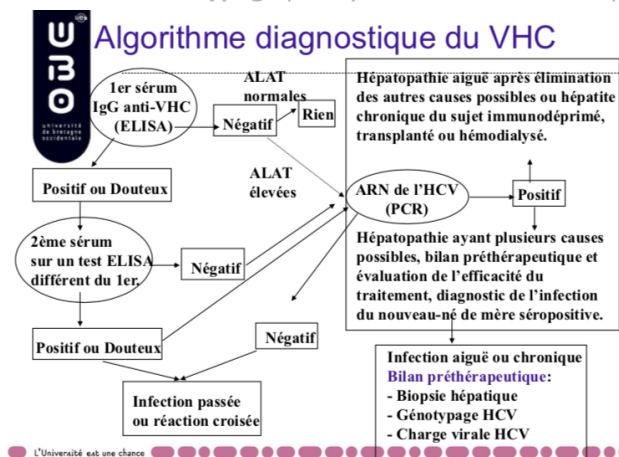 Algorithme diagnostique du VHC
UBO
université
de bretagne
occidentale
1er sérum
IgG anti-VHC
(ELISA)
ALAT
normales
Négatif
Rien
ALAT
élevées
Positif ou Douteux
2ème sérum
sur un test ELISA
différent du 1er,
Négatif
Positif ou Douteux
Négatif
Infection passée
ou réaction croisée
ARN de l'HCV
(PCR)
Positif
Hépatopathie aiguë après élimination
des autres causes possibles ou hépatite
chronique du sujet immunodéprimé,
transplanté ou hémodialysé.
Hépatopathie ayant plusieurs causes
possibles, bilan préthérapeutique et
évaluation de l'efficacité du
traitement, diagnostic de l'infection
du nouveau-né de mère séropositive.
Infection aiguë ou chronique
Bilan préthérapeutique:
- Biopsie hépatique
- Génotypage HCV
- Charge virale HCV
L'Université est une chance